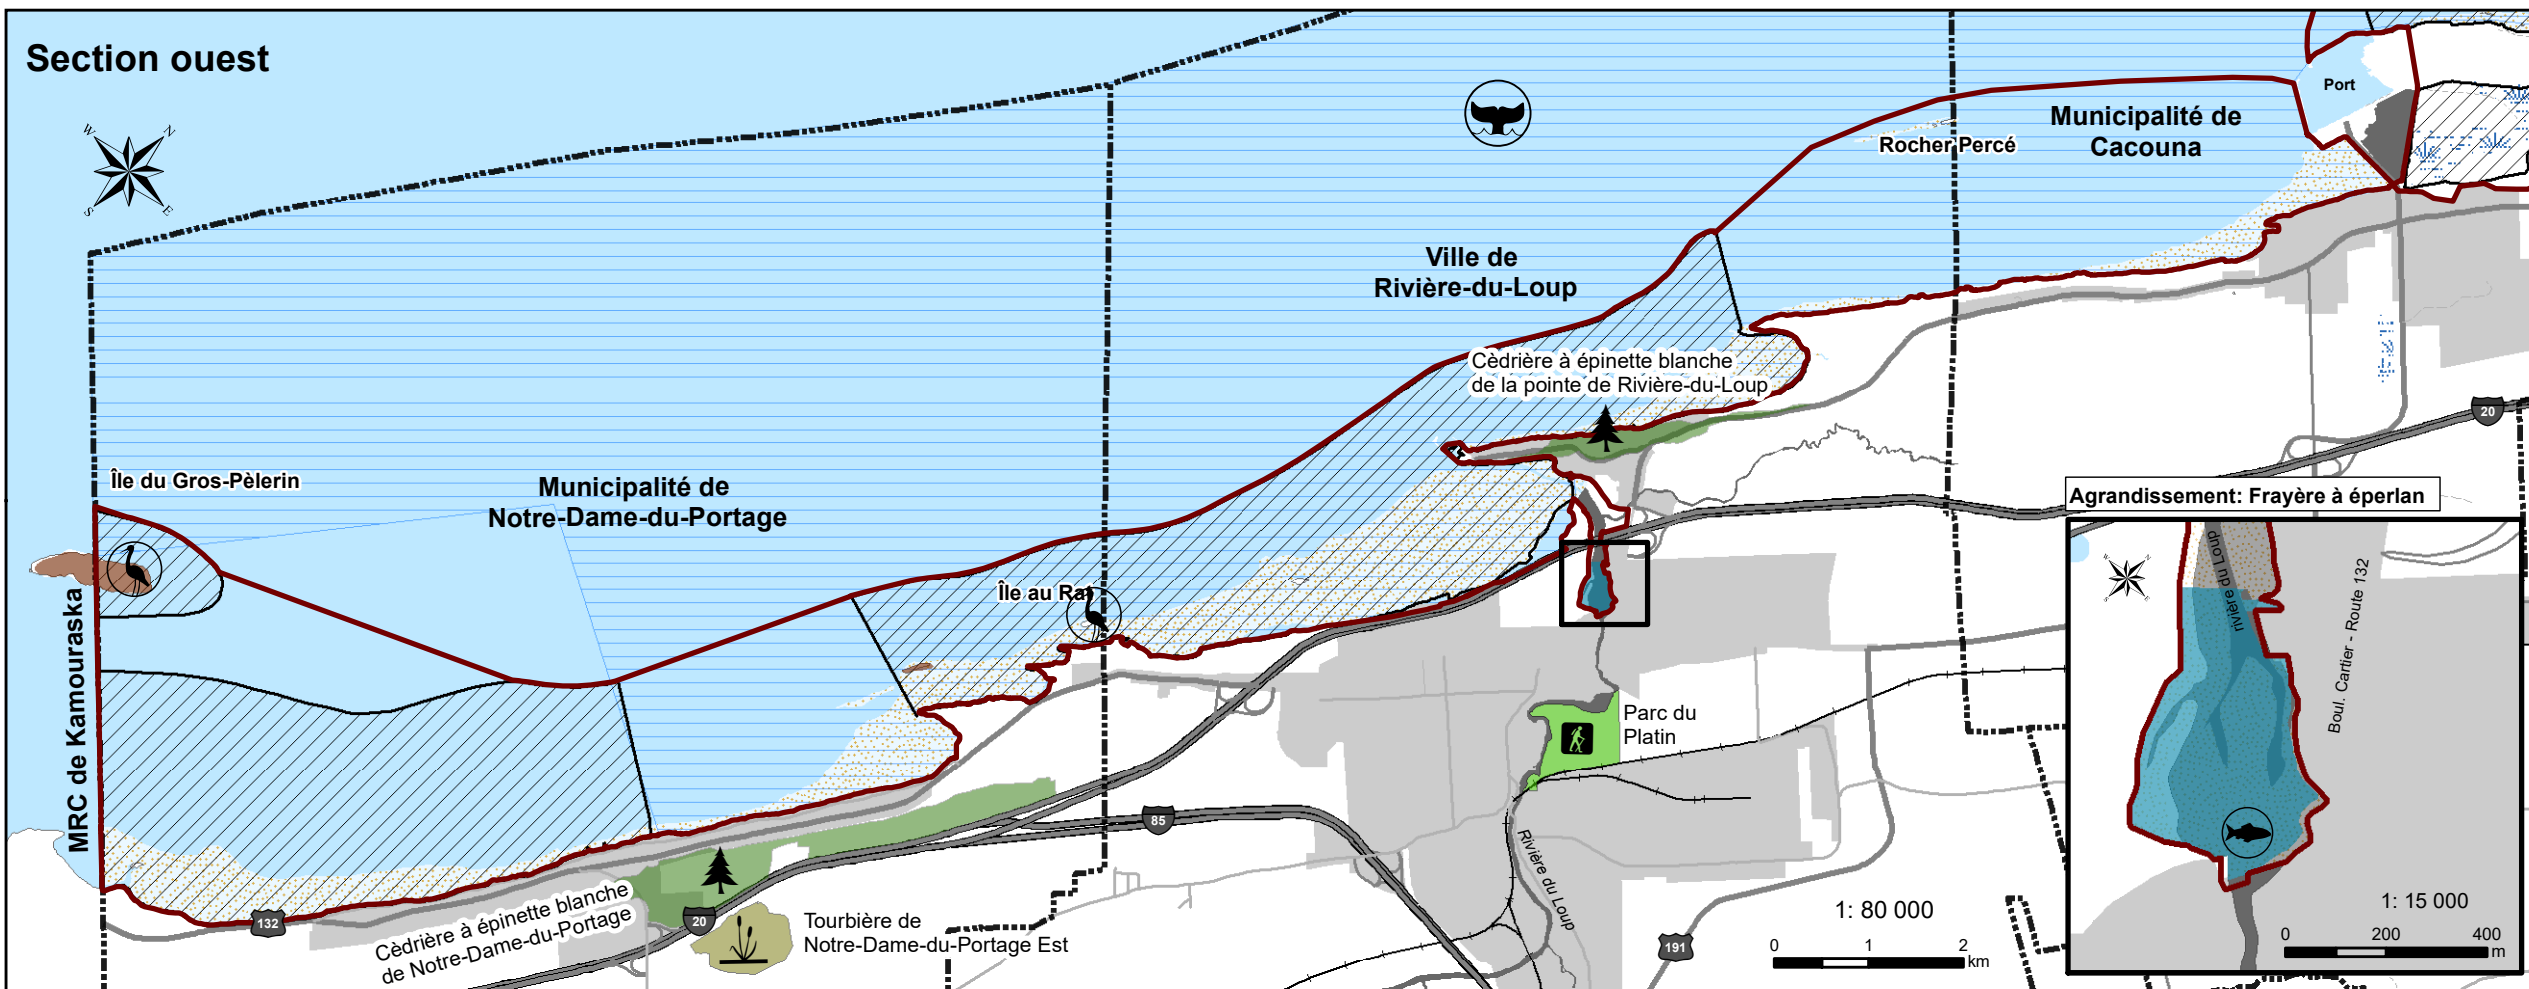 Section ouest
W
N
S
E
Port
Municipalité de
Cacouna
Rocher Percé
Ville de
Rivière-du-Loup
Cèdrière à épinette blanche
de la pointe de Rivière-du-Loup
20
Île du Gros-Pèlerin
Municipalité de
Notre-Dame-du-Portage
Île au Rat
MRC de Kamouraska
Agrandissement: Frayère à éperlan
W
N
S
E
rivière du Loup
Boul. Cartier - Route 132
1: 15 000
0 200 400
m
Parc du
Platin
85
Rivière du Loup
132
Cèdrière à épinette blanche
de Notre-Dame-du-Portage
20
Tourbière de
Notre-Dame-du-Portage Est
191
1: 80 000
0 1 2
km